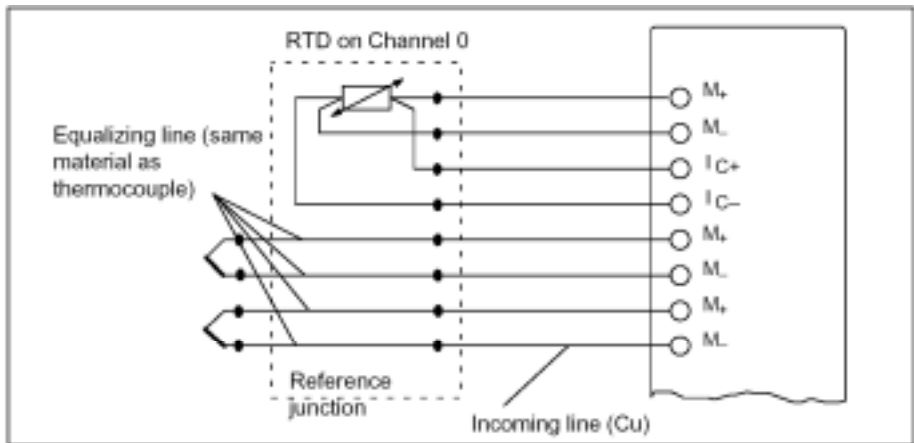 RTD on Channel 0
Equalizing line (same
material as
thermocouple)
M+
M–
IC+
IC–
M+
M–
M+
M–
Reference
junction
Incoming line (Cu)